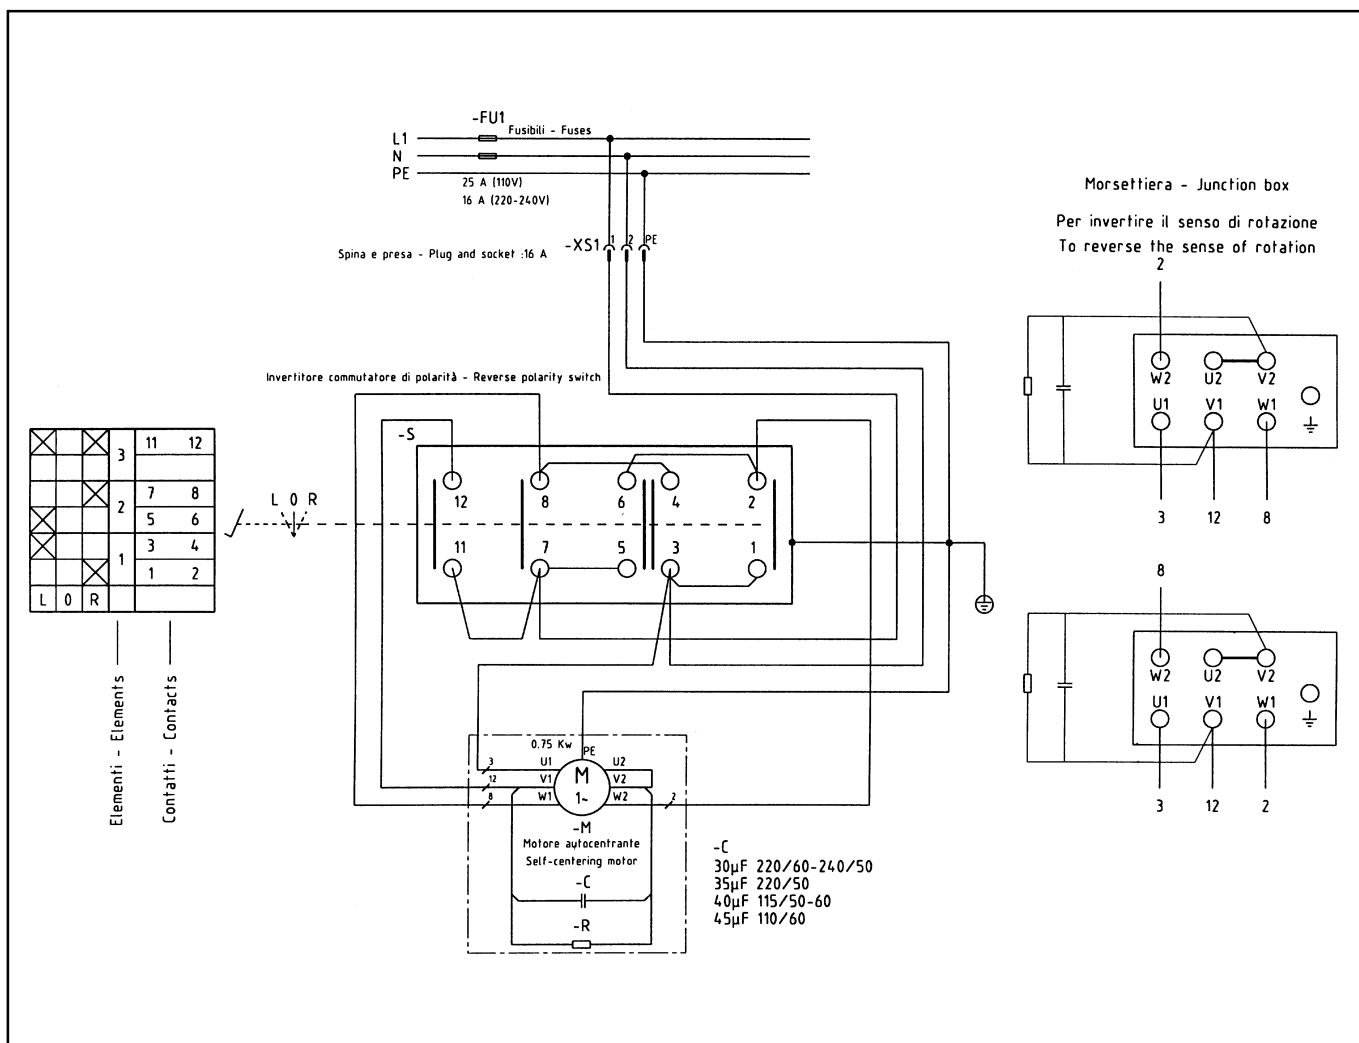 -FU1
Fusibili - Fuses
L1
N
PE
25 A (110V)
16 A (220-240V)
-XS1
1 2 PE
Spina e presa - Plug and socket :16 A
Invertitore commutatore di polarità - Reverse polarity switch
-S
12 8 6 4 2
11 7 5 3 1
L 0 R
3 11 12
2 7 8
5 6
1 3 4
1 2
L 0 R
Elementi - Elements
Contatti - Contacts
0.75 Kw
PE
3 U1 U2
12 V1 V2
8 W1 W2 2
M
1~
-M
Motore autocentrante
Self-centering motor
-C
-R
-C
30µF 220/60-240/50
35µF 220/50
40µF 115/50-60
45µF 110/60
Morsettiera - Junction box
Per invertire il senso di rotazione
To reverse the sense of rotation
2
W2 U2 V2
U1 V1 W1
3 12 8
8
W2 U2 V2
U1 V1 W1
3 12 2